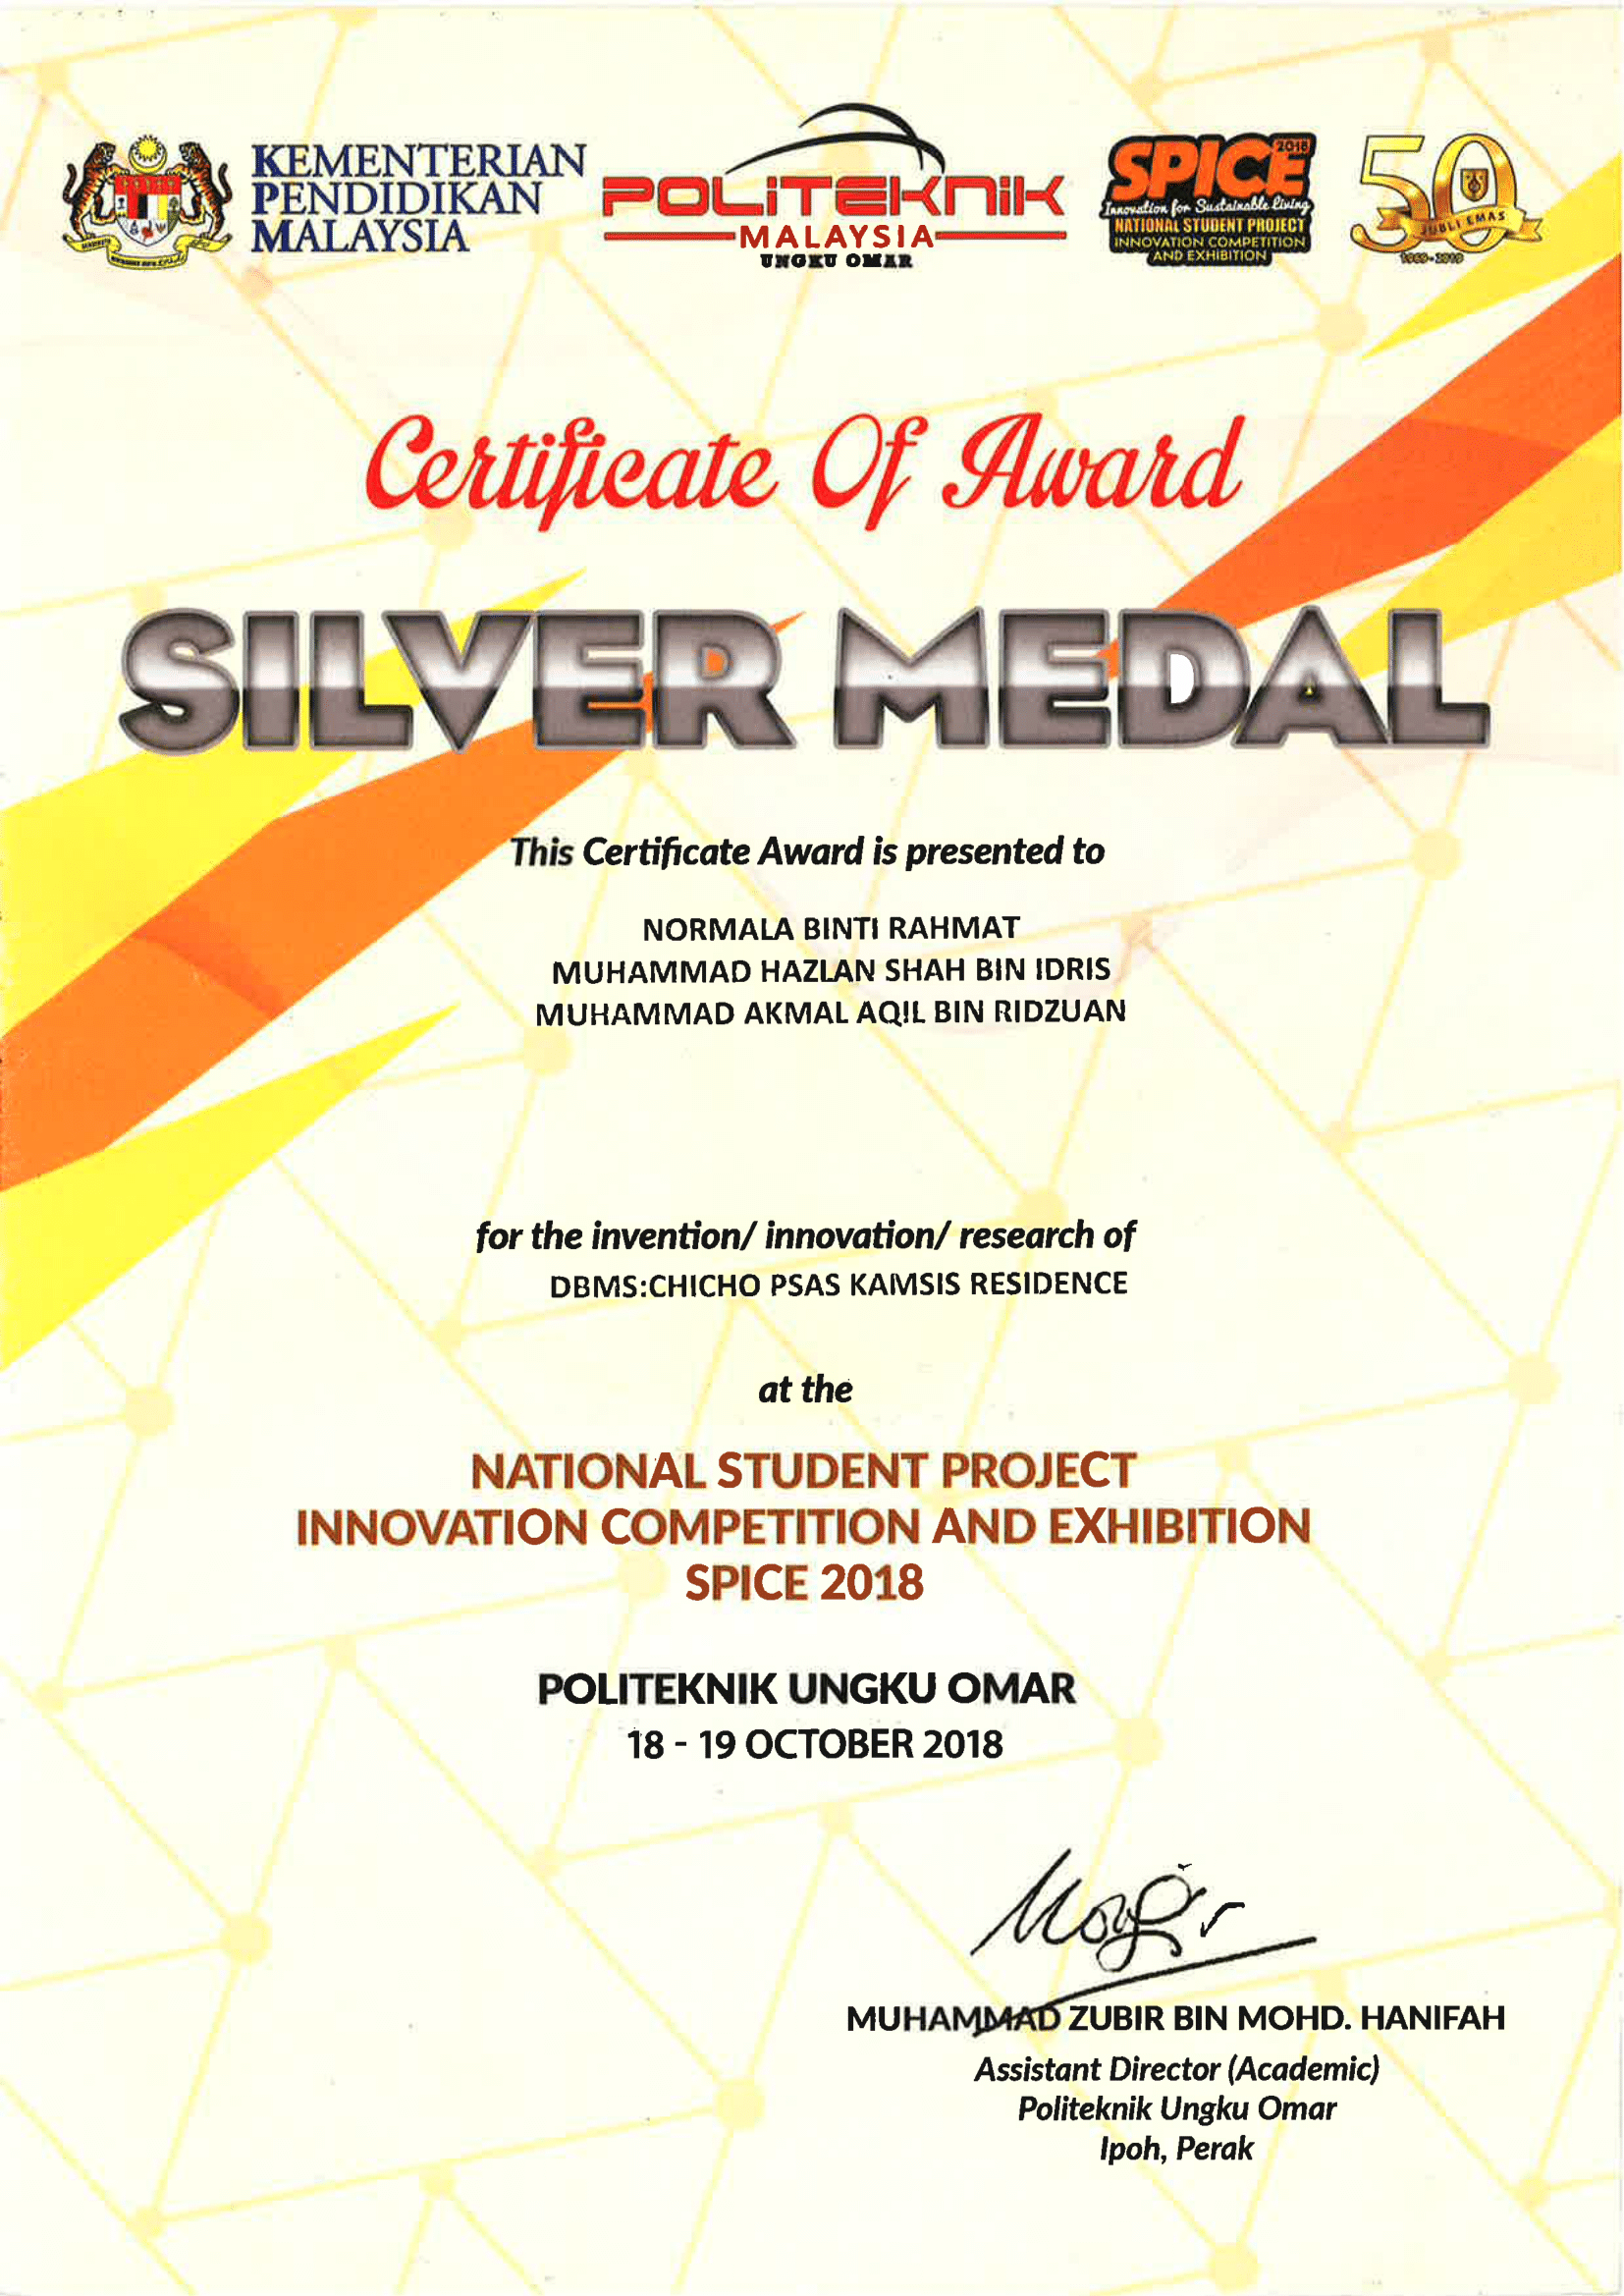 KEMENTERIAN
PENDIDIKAN
MALAYSIA
POLITEKNIK
MALAYSIA
UNGKU OMAR
SPICE 2018
Innovation for Sustainable Living
NATIONAL STUDENT PROJECT
INNOVATION COMPETITION
AND EXHIBITION
50
JUBLI EMAS
1969-2019
Certificate Of Award
SILVER MEDAL
This Certificate Award is presented to
NORMALA BINTI RAHMAT
MUHAMMAD HAZLAN SHAH BIN IDRIS
MUHAMMAD AKMAL AQIL BIN RIDZUAN
for the invention/ innovation/ research of
DBMS:CHICHO PSAS KAMSIS RESIDENCE
at the
NATIONAL STUDENT PROJECT
INNOVATION COMPETITION AND EXHIBITION
SPICE 2018
POLITEKNIK UNGKU OMAR
18 - 19 OCTOBER 2018
MUHAMMAD ZUBIR BIN MOHD. HANIFAH
Assistant Director (Academic)
Politeknik Ungku Omar
Ipoh, Perak